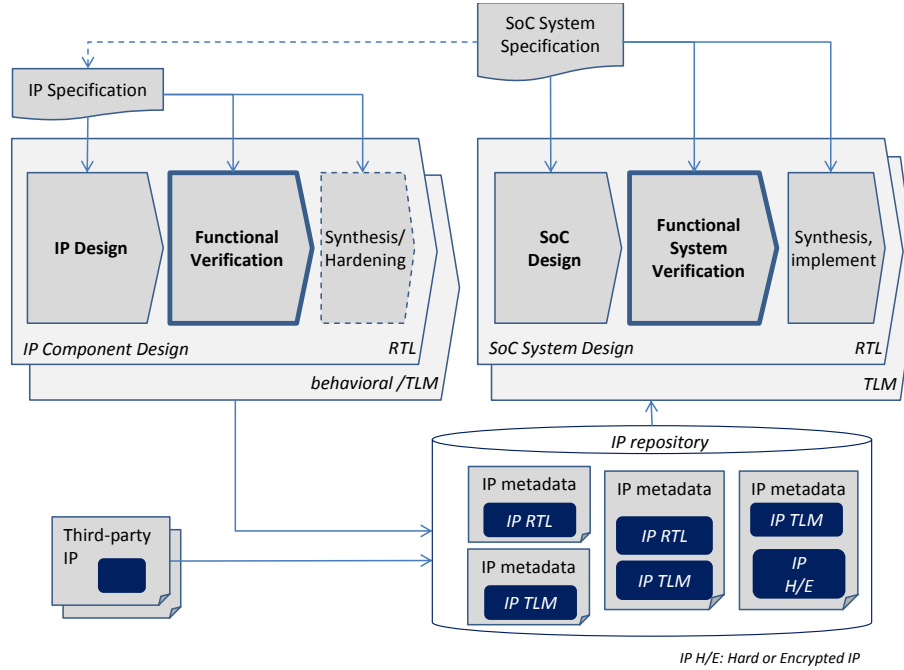 SoC System
Specification
IP Specification
IP Design
Functional
Verification
Synthesis/
Hardening
IP Component Design
RTL
behavioral /TLM
SoC
Design
Functional
System
Verification
Synthesis,
implement
SoC System Design
RTL
TLM
IP repository
IP metadata
IP RTL
IP metadata
IP TLM
IP metadata
IP RTL
IP TLM
IP metadata
IP TLM
IP
H/E
Third-party
IP
IP H/E: Hard or Encrypted IP